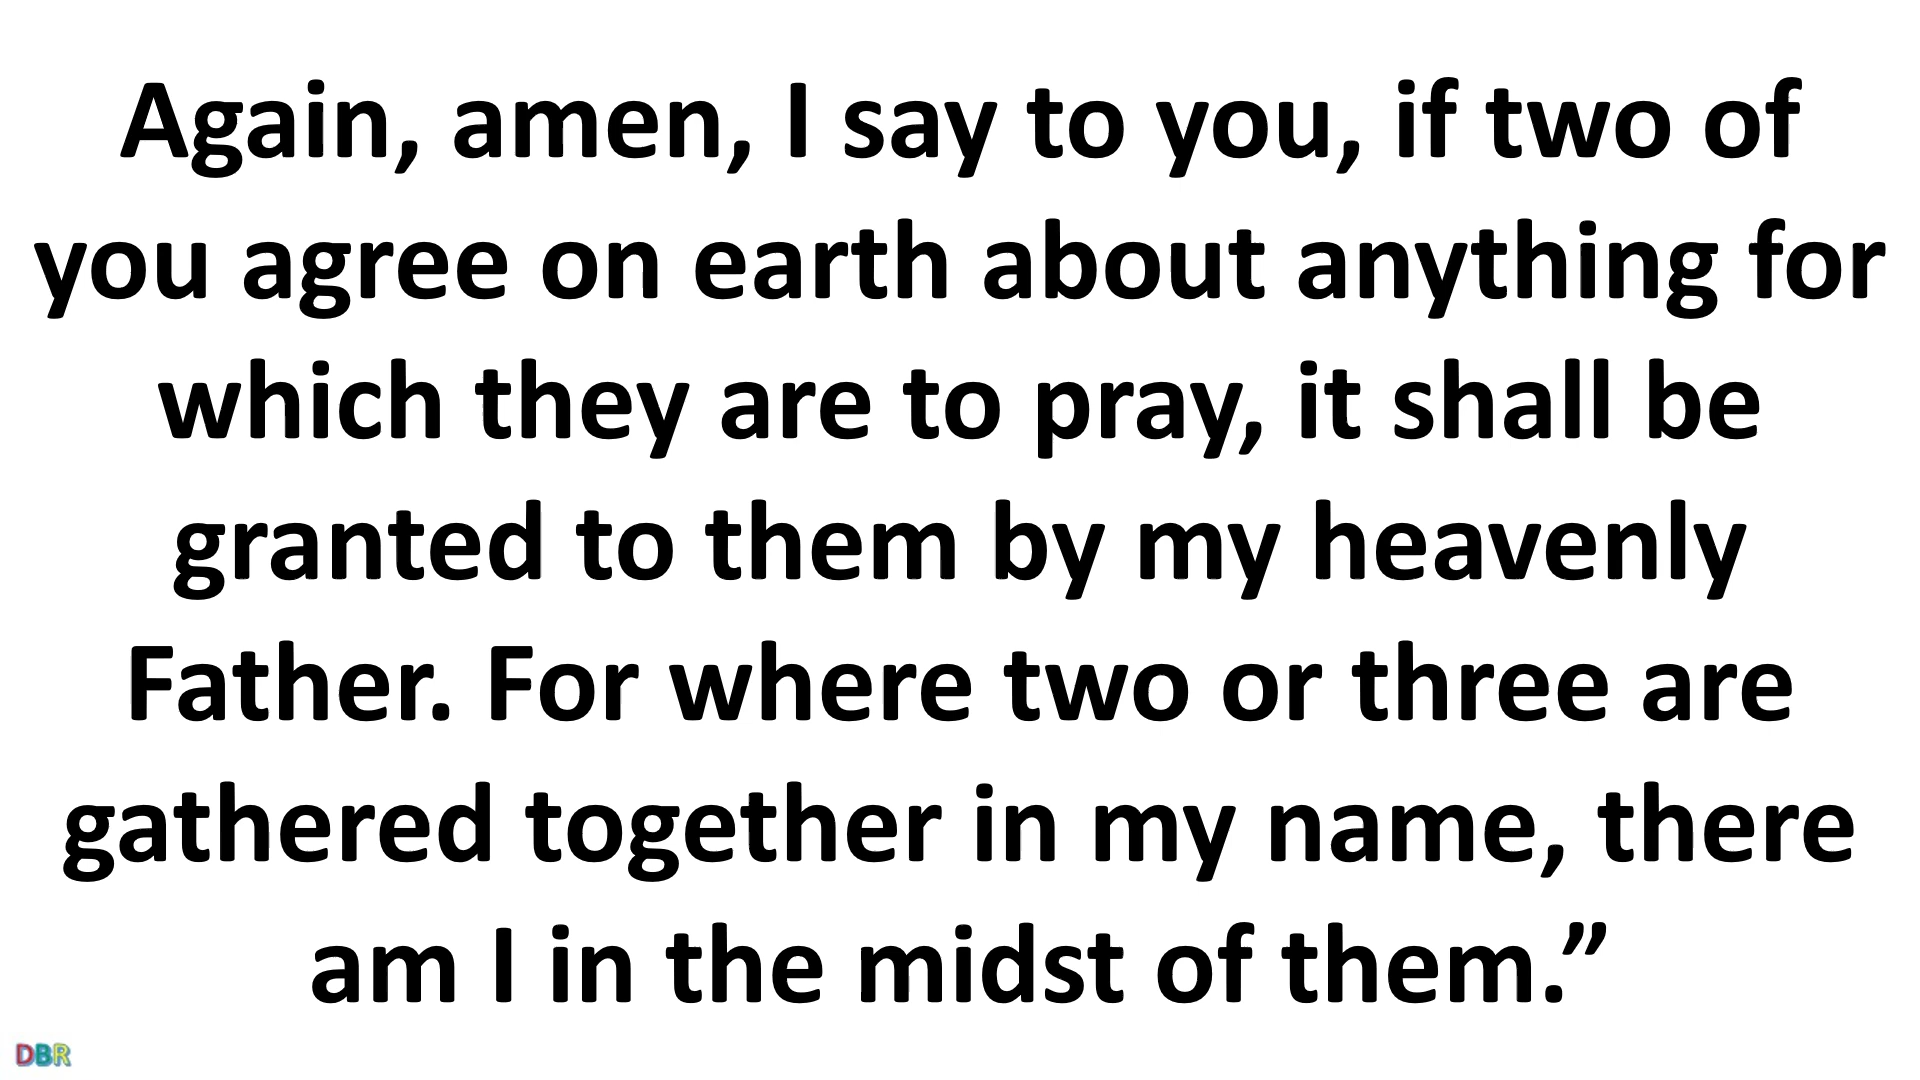 Again, amen, I say to you, if two of
you agree on earth about anything for
which they are to pray, it shall be
granted to them by my heavenly
Father. For where two or three are
gathered together in my name, there
am I in the midst of them.”
DBR